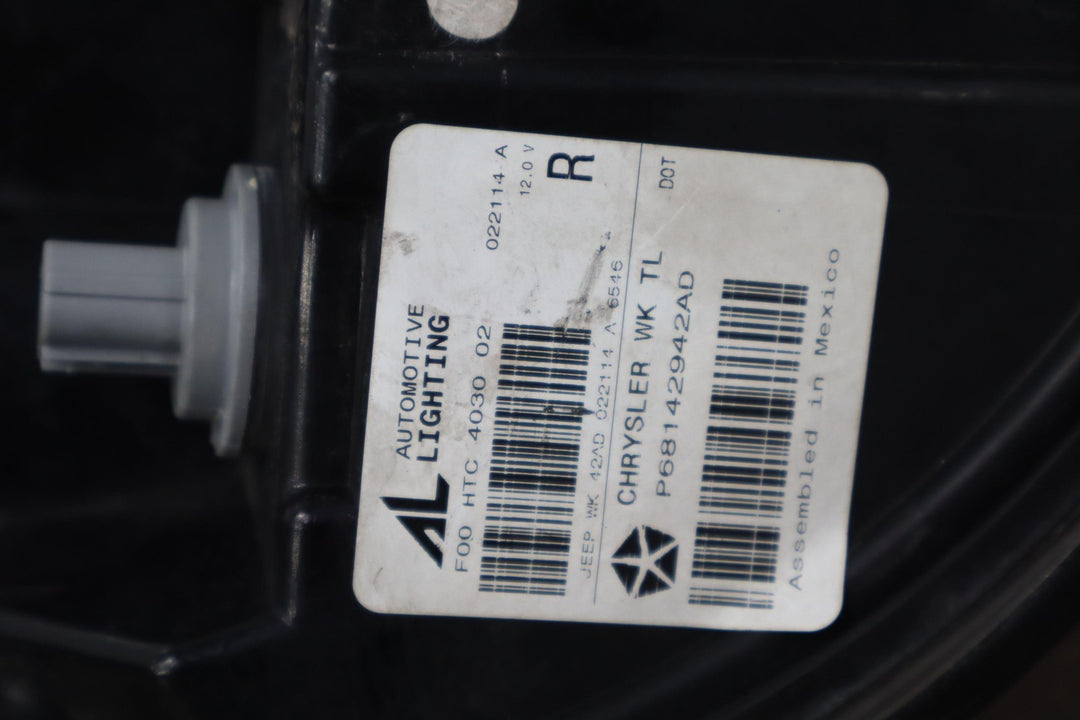 AL AUTOMOTIVE LIGHTING
022114 A
12.0 V
R
F00 HTC 4030 02
JEEP WK 42AD 022114 A 6546
CHRYSLER WK TL
DOT
P68142942AD
Assembled in Mexico